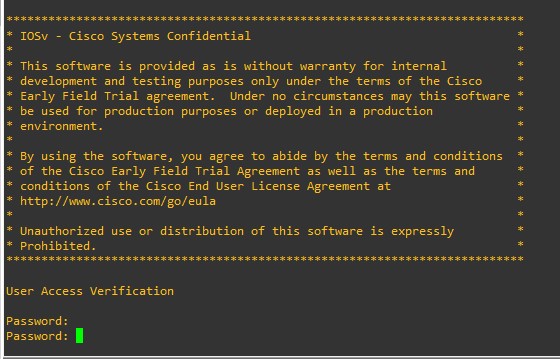 **************************************************************************
* IOSv - Cisco Systems Confidential                                      *
*                                                                        *
* This software is provided as is without warranty for internal          *
* development and testing purposes only under the terms of the Cisco     *
* Early Field Trial agreement.  Under no circumstances may this software *
* be used for production purposes or deployed in a production            *
* environment.                                                           *
*                                                                        *
* By using the software, you agree to abide by the terms and conditions  *
* of the Cisco Early Field Trial Agreement as well as the terms and      *
* conditions of the Cisco End User License Agreement at                  *
* http://www.cisco.com/go/eula                                           *
*                                                                        *
* Unauthorized use or distribution of this software is expressly         *
* Prohibited.                                                            *
**************************************************************************
User Access Verification
Password:
Password: